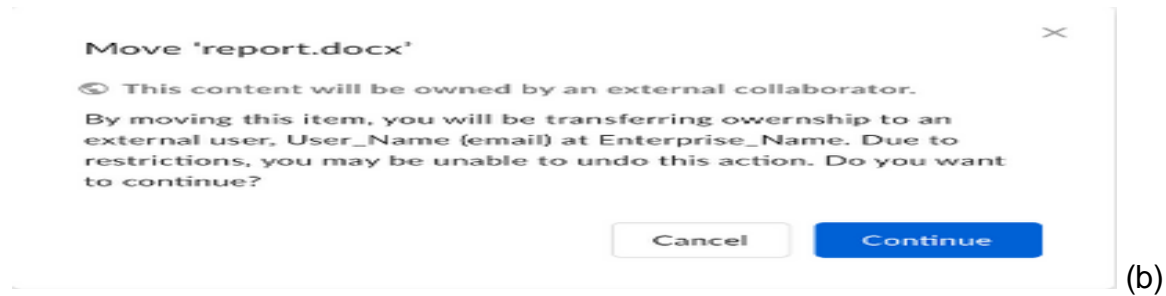 Move 'report.docx'
This content will be owned by an external collaborator.
By moving this item, you will be transferring owernship to an
external user, User_Name (email) at Enterprise_Name. Due to
restrictions, you may be unable to undo this action. Do you want
to continue?
Cancel Continue
(b)